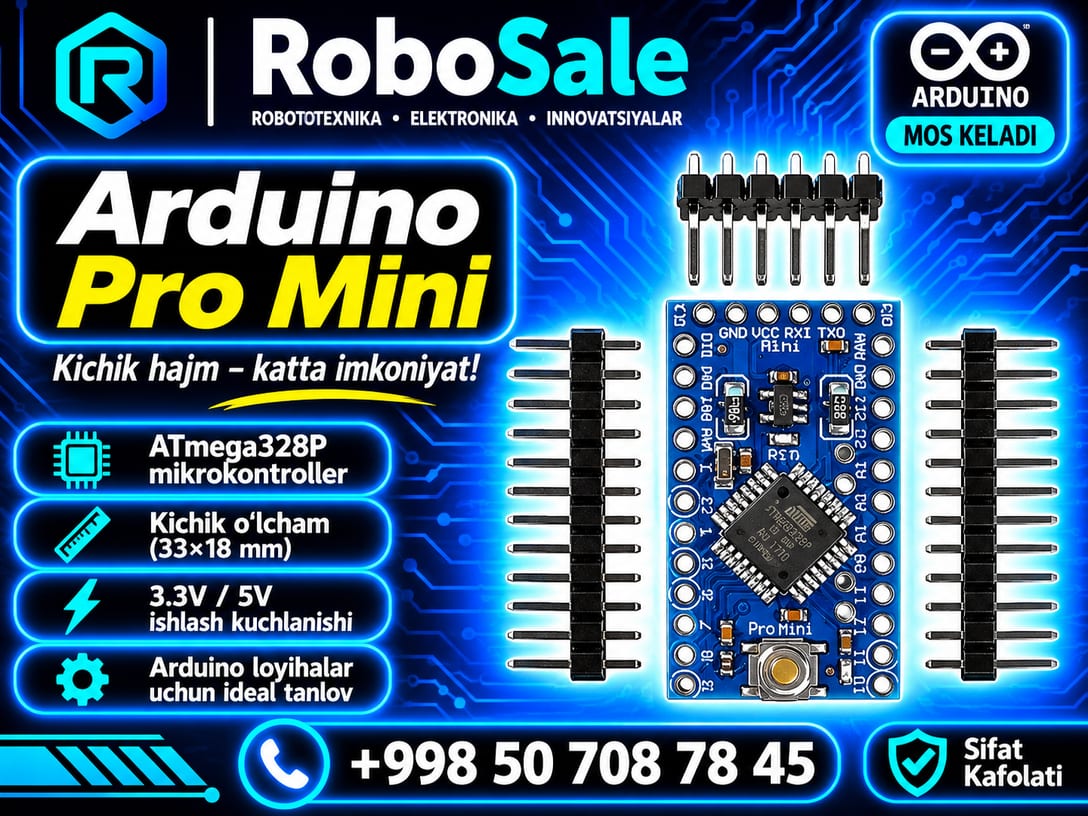 RoboSale
ROBOTOTEXNIKA • ELEKTRONIKA • INNOVATSIYALAR
ARDUINO
MOS KELADI
Arduino
Pro Mini
Kichik hajm – katta imkoniyat!
ATmega328P
mikrokontroller
Kichik o‘lcham
(33×18 mm)
3.3V / 5V
ishlash kuchlanishi
Arduino loyihalar
uchun ideal tanlov
GND VCC RXI TXO
Pro Mini
+998 50 708 78 45
Sifat
Kafolati